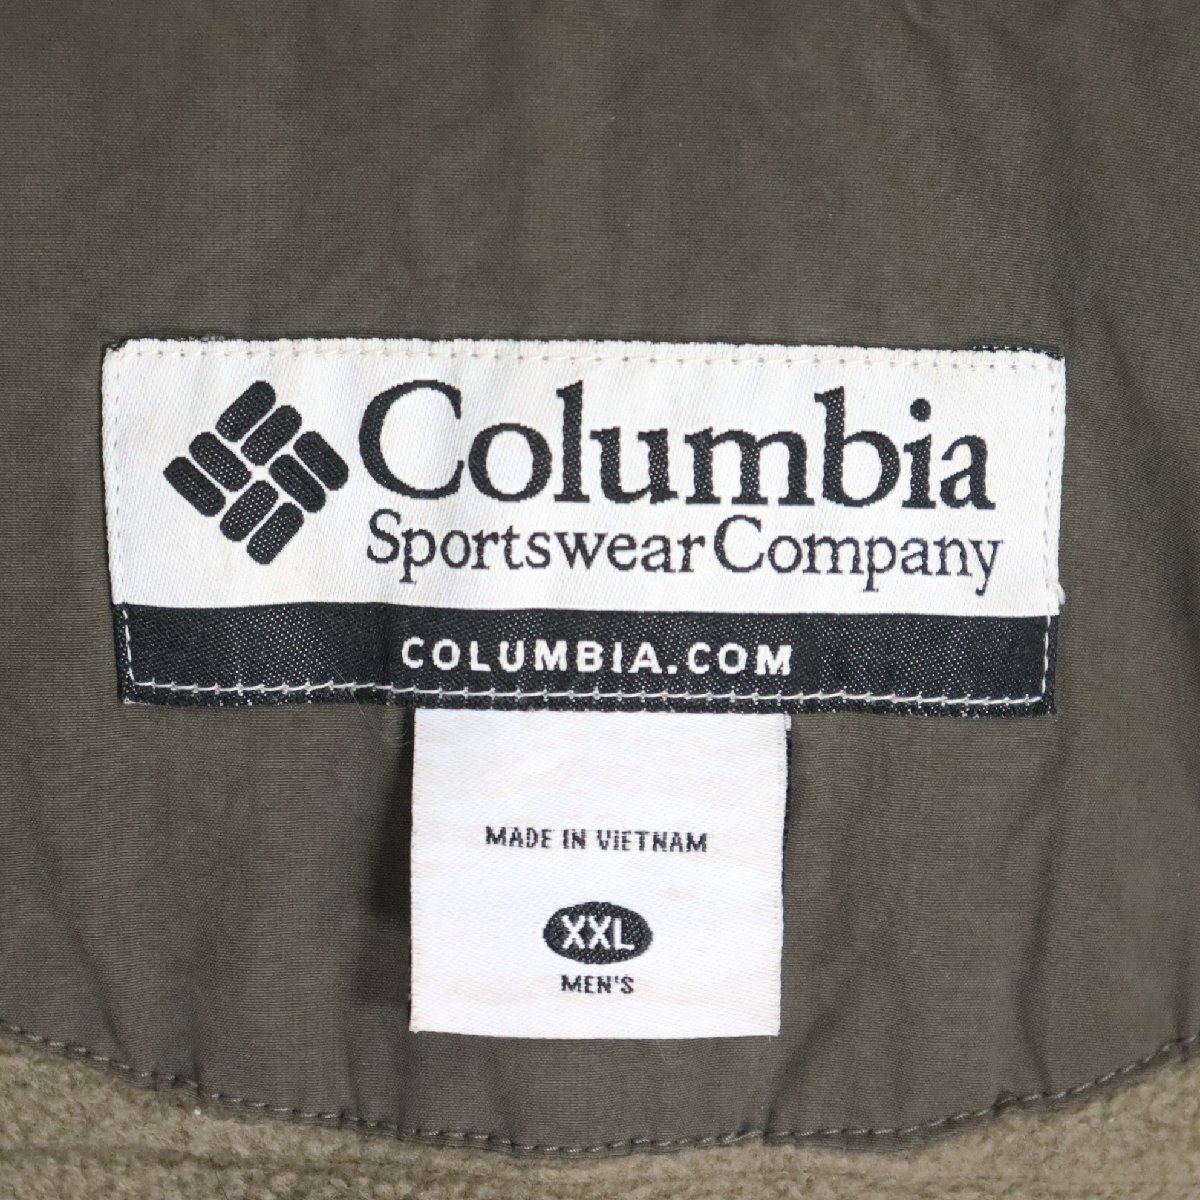 Columbia
Sportswear Company
COLUMBIA.COM
MADE IN VIETNAM
XXL
MEN'S